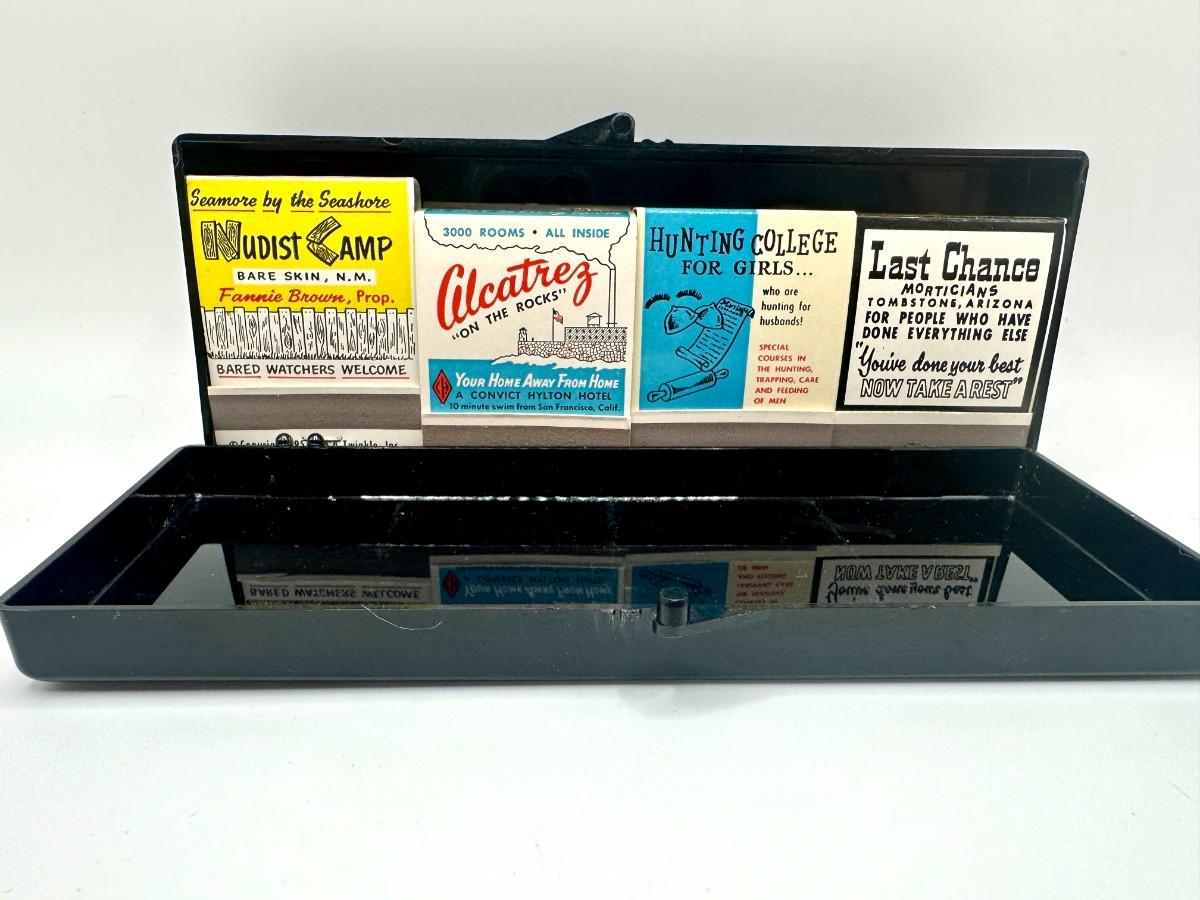 Seamore by the Seashore
NUDIST CAMP
BARE SKIN, N.M.
Fannie Brown, Prop.
BARED WATCHERS WELCOME
3000 ROOMS • ALL INSIDE
Alcatrez
"ON THE ROCKS"
YOUR HOME AWAY FROM HOME
A CONVICT HYLTON HOTEL
10 minute swim from San Francisco, Calif.
HUNTING COLLEGE
FOR GIRLS...
who are
hunting for
husbands!
SPECIAL
COURSES IN
THE HUNTING,
TRAPPING, CARE
AND FEEDING
OF MEN
Last Chance
MORTICIANS
TOMBSTONE, ARIZONA
FOR PEOPLE WHO HAVE
DONE EVERYTHING ELSE
"You've done your best
NOW TAKE A REST"